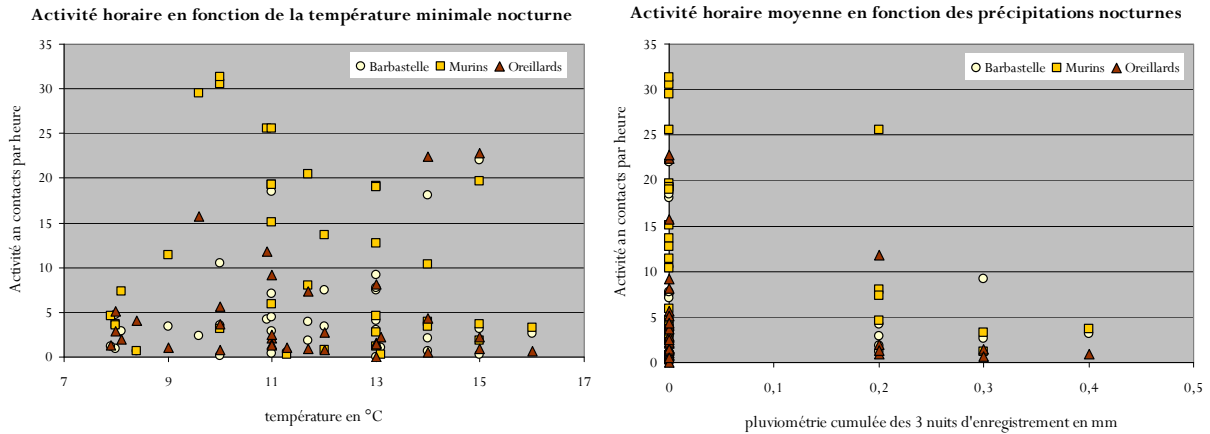 Activité horaire en fonction de la température minimale nocturne
35
30
25
20
15
10
5
0
Activité an contacts par heure
Barbastelle Murins Oreillards
7 9 11 13 15 17
température en °C
Activité horaire moyenne en fonction des précipitations nocturnes
35
30
25
20
15
10
5
0
Activité an contacts par heure
Barbastelle Murins Oreillards
0 0,1 0,2 0,3 0,4 0,5
pluviométrie cumulée des 3 nuits d'enregistrement en mm